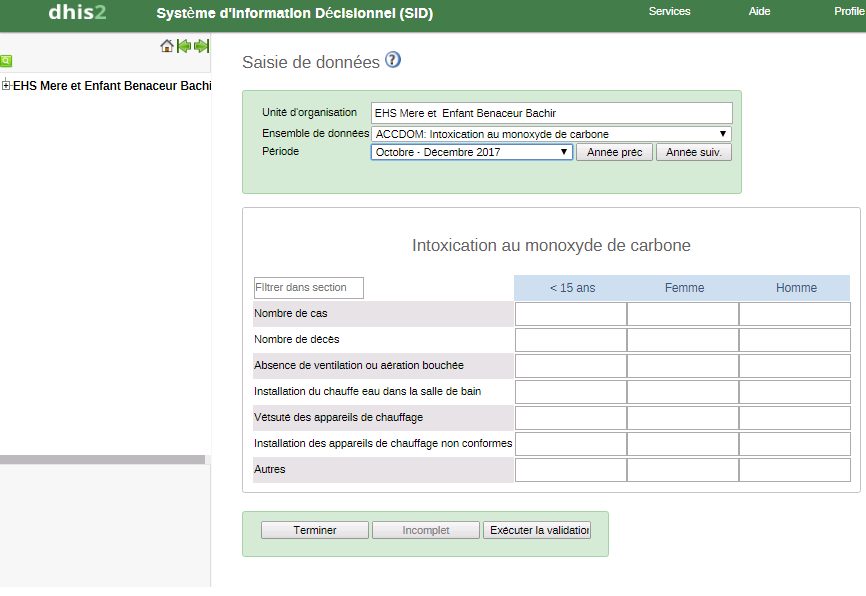 dhis2 Système d'Information Décisionnel (SID) Services Aide Profile
EHS Mere et Enfant Benaceur Bachi
Saisie de données ?
Unité d'organisation EHS Mere et Enfant Benaceur Bachir
Ensemble de données ACCDOM: Intoxication au monoxyde de carbone
Période Octobre - Décembre 2017 Année préc Année suiv.
Intoxication au monoxyde de carbone
Filtrer dans section < 15 ans Femme Homme
Nombre de cas
Nombre de décès
Absence de ventilation ou aération bouchée
Installation du chauffe eau dans la salle de bain
Vétsuté des appareils de chauffage
Installation des appareils de chauffage non conformes
Autres
Terminer Incomplet Exécuter la validation